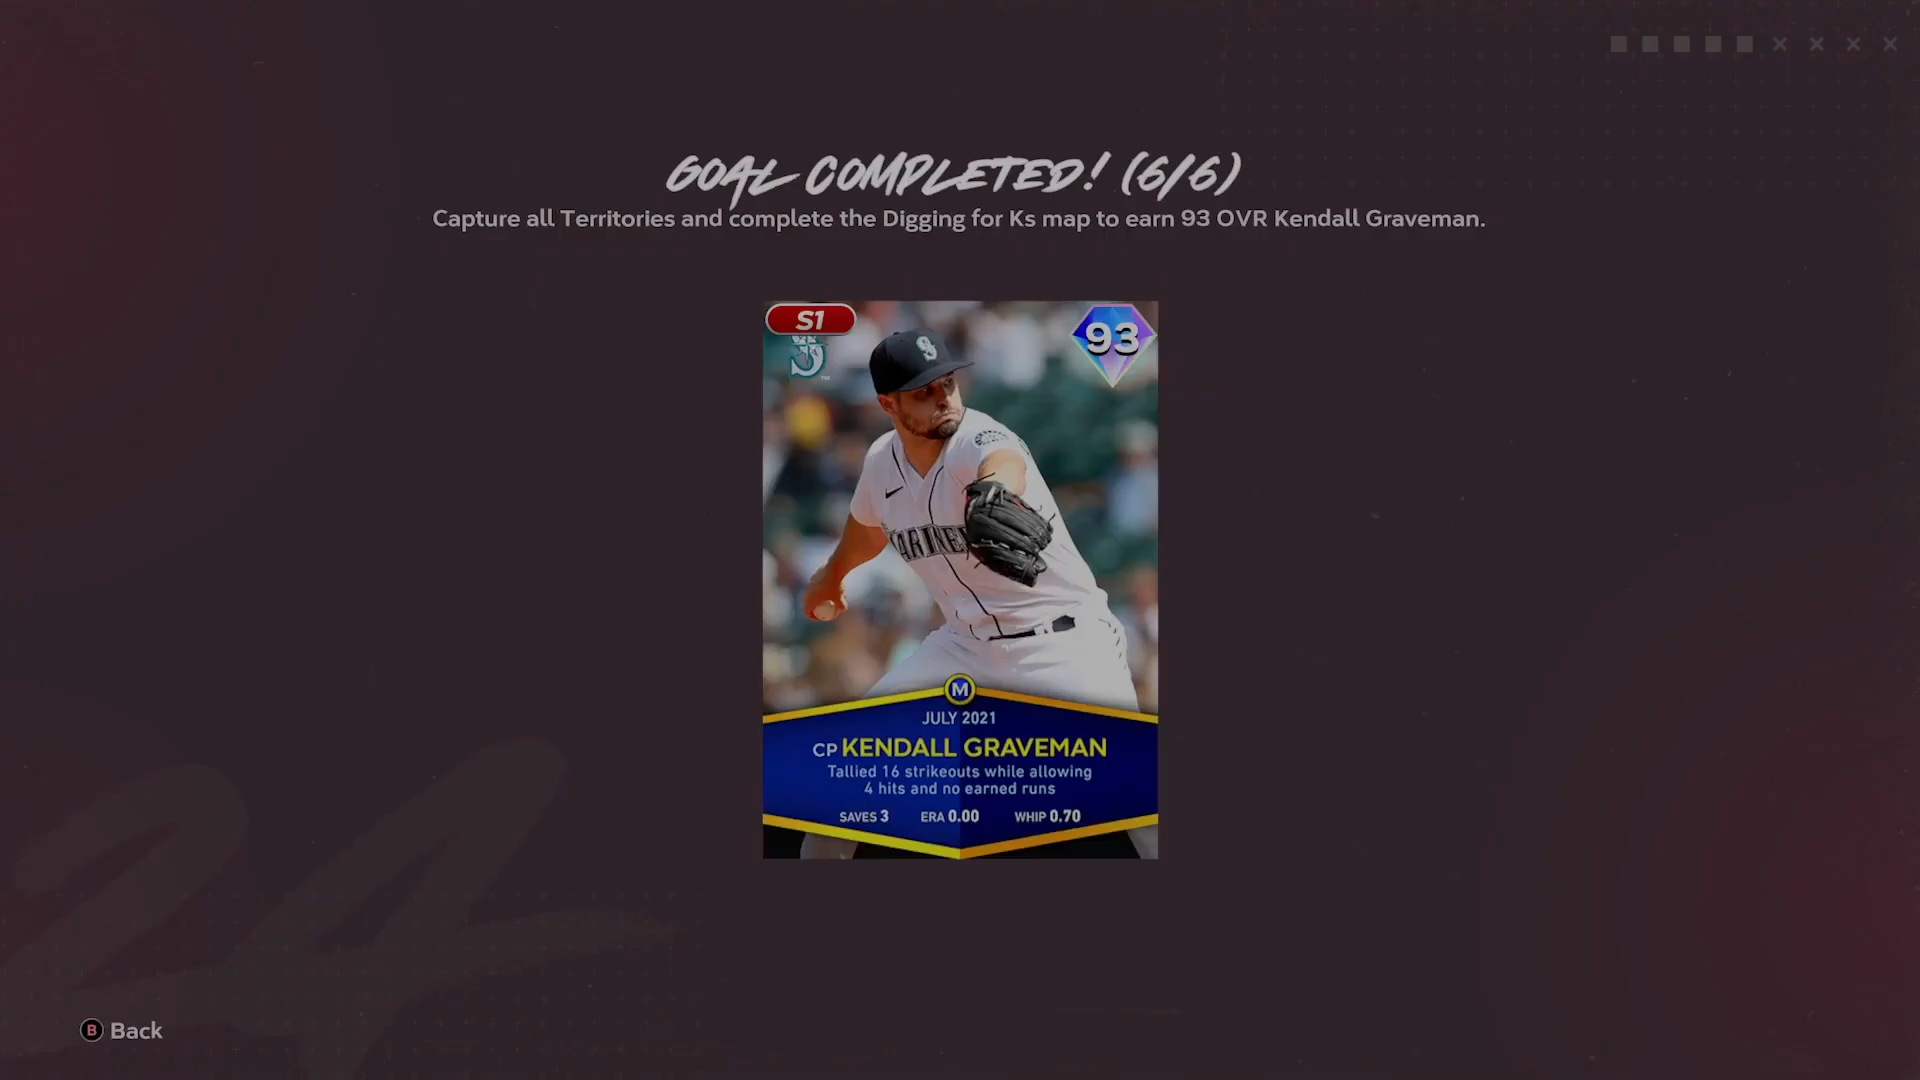 GOAL COMPLETED! (6/6)
Capture all Territories and complete the Digging for Ks map to earn 93 OVR Kendall Graveman.
S1
93
S
ARINE
M
JULY 2021
CP KENDALL GRAVEMAN
Tallied 16 strikeouts while allowing
4 hits and no earned runs
SAVES 3 ERA 0.00 WHIP 0.70
24
B Back